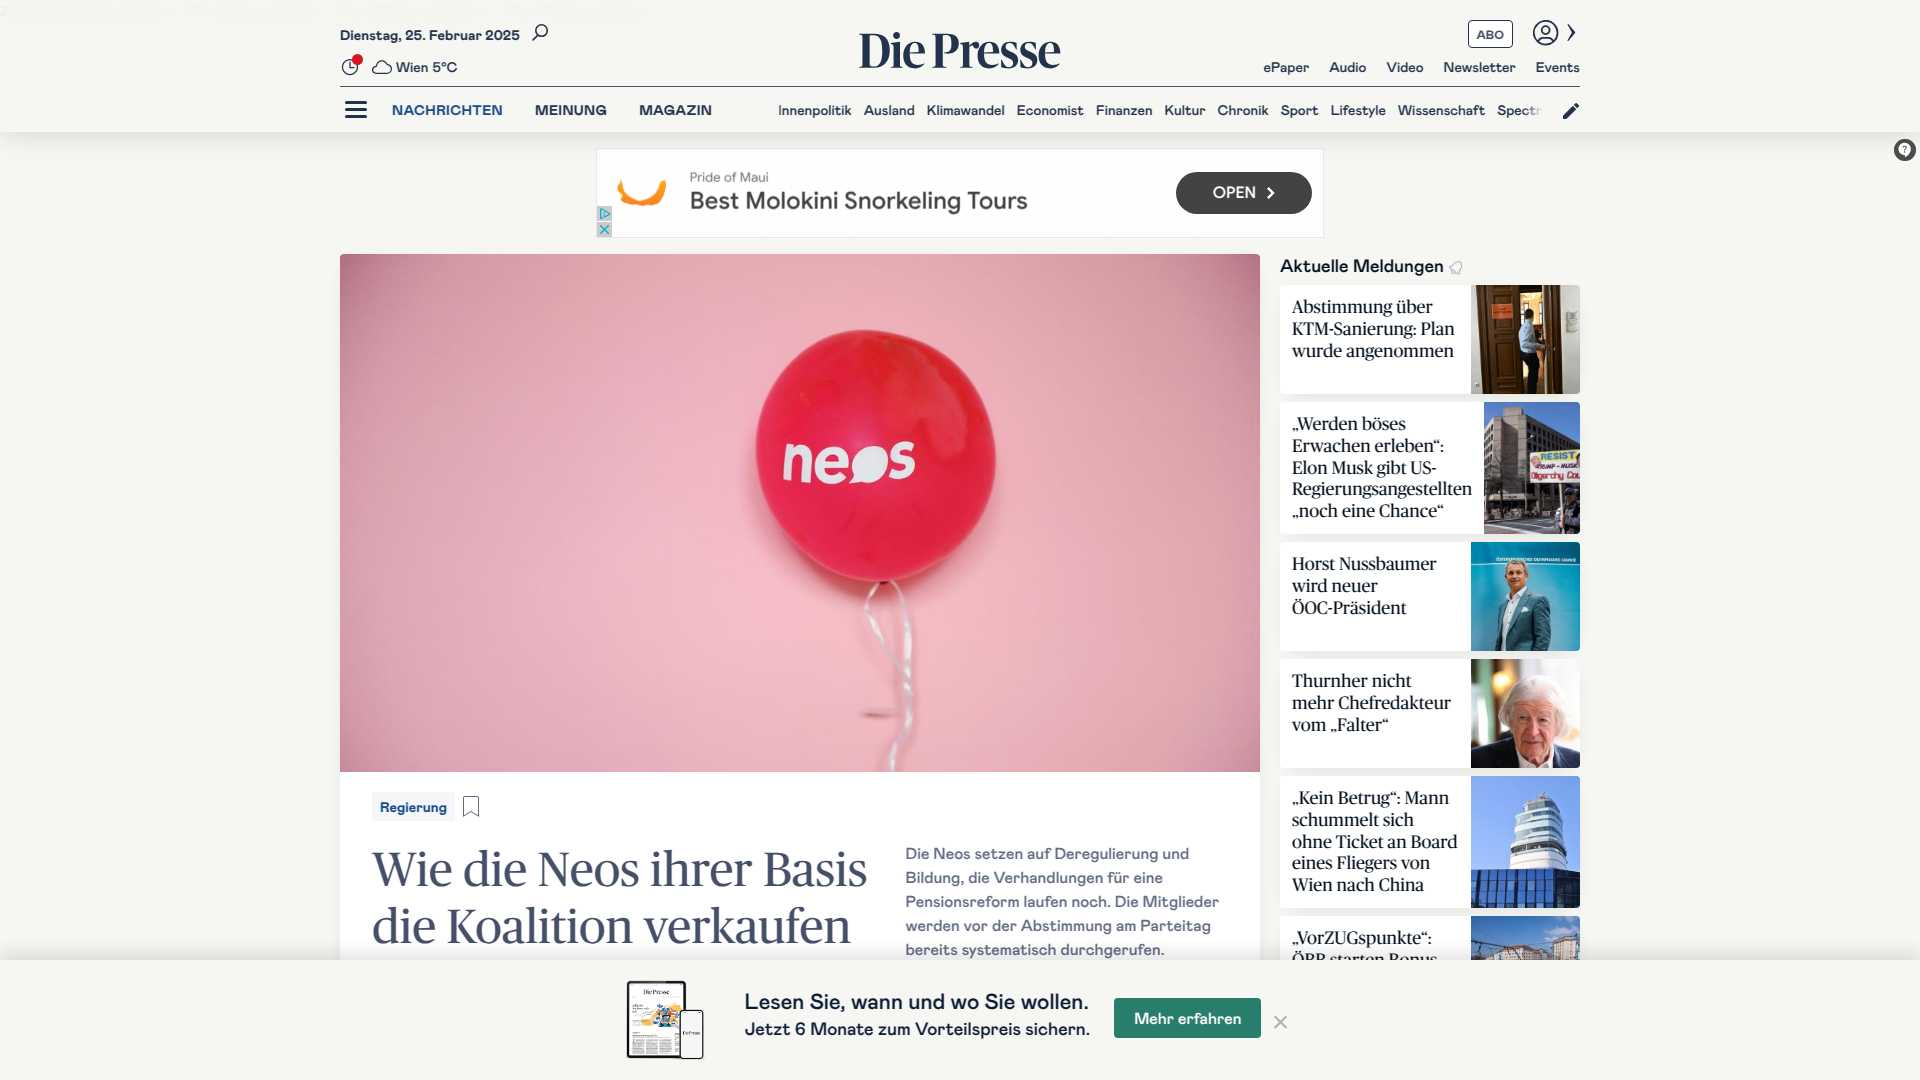 Dienstag, 25. Februar 2025
Wien 5°C
Die Presse
ABO
ePaper Audio Video Newsletter Events
NACHRICHTEN MEINUNG MAGAZIN
Innenpolitik Ausland Klimawandel Economist Finanzen Kultur Chronik Sport Lifestyle Wissenschaft Spectr
Pride of Maui
Best Molokini Snorkeling Tours
OPEN
neos
Regierung
Wie die Neos ihrer Basis
die Koalition verkaufen
Die Neos setzen auf Deregulierung und
Bildung, die Verhandlungen für eine
Pensionsreform laufen noch. Die Mitglieder
werden vor der Abstimmung am Parteitag
bereits systematisch durchgerufen.
Aktuelle Meldungen
Abstimmung über
KTM-Sanierung: Plan
wurde angenommen
„Werden böses
Erwachen erleben“:
Elon Musk gibt US-
Regierungsangestellten
„noch eine Chance“
RESIST
Horst Nussbaumer
wird neuer
ÖOC-Präsident
Thurnher nicht
mehr Chefredakteur
vom „Falter“
„Kein Betrug“: Mann
schummelt sich
ohne Ticket an Board
eines Fliegers von
Wien nach China
„VorZUGspunkte“:
ÖBB starten Bonus-
Die Presse
Lesen Sie, wann und wo Sie wollen.
Jetzt 6 Monate zum Vorteilspreis sichern.
Mehr erfahren